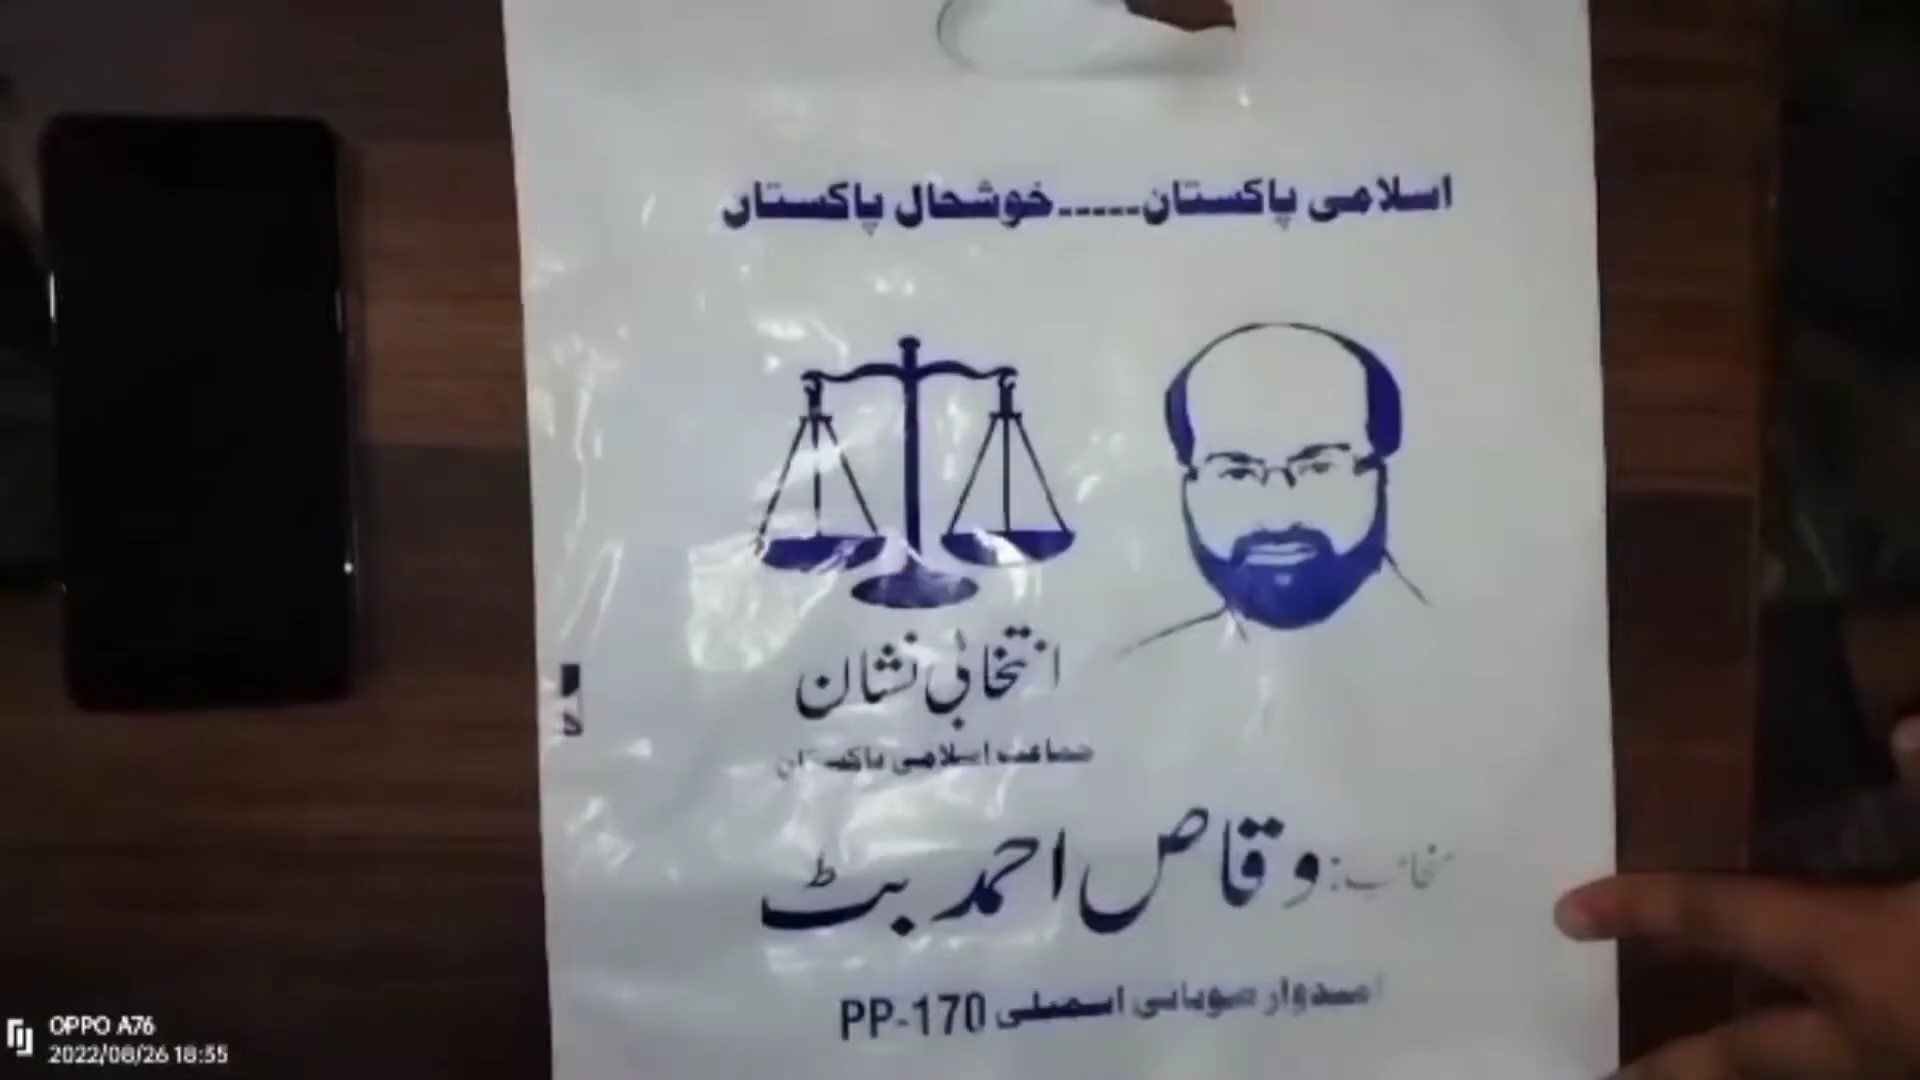 اسلامی پاکستان-----خوشحال پاکستان
انتخابی نشان
جماعت اسلامی پاکستان
منجانب: وقاص احمد بٹ
امیدوار صوبائی اسمبلی PP-170
OPPO A76
2022/08/26 18:35